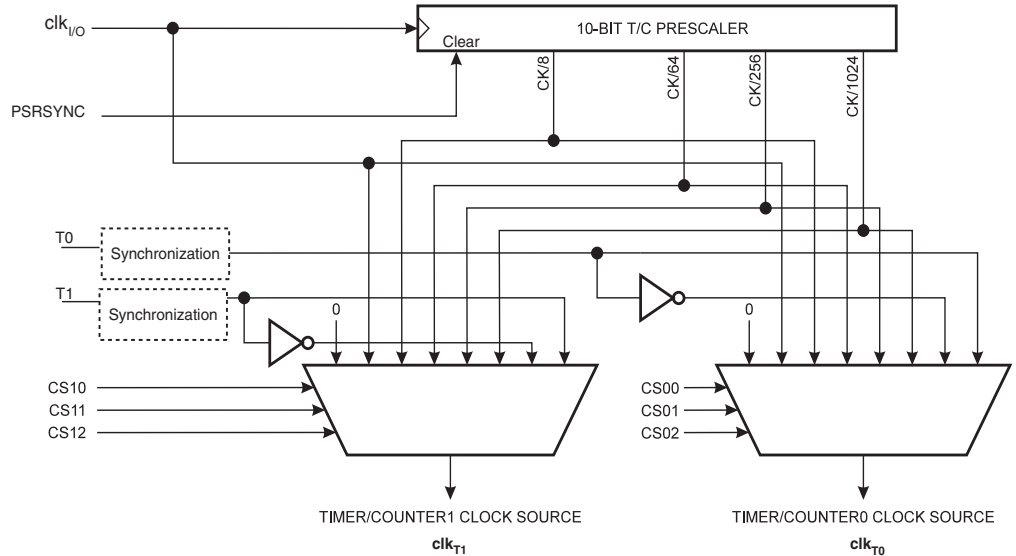 clkI/O
10-BIT T/C PRESCALER
Clear
PSRSYNC
CK/8
CK/64
CK/256
CK/1024
T0
Synchronization
T1
Synchronization
0
0
CS10
CS11
CS12
CS00
CS01
CS02
TIMER/COUNTER1 CLOCK SOURCE
clkT1
TIMER/COUNTER0 CLOCK SOURCE
clkT0